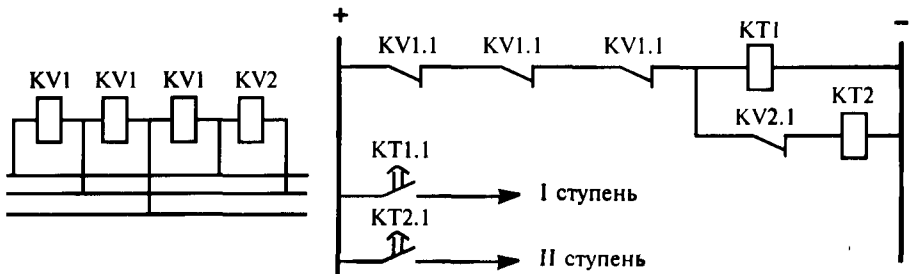 KV1 KV1 KV1 KV2
+
−
KV1.1 KV1.1 KV1.1 KT1
KV2.1 KT2
KT1.1
I ступень
KT2.1
II ступень